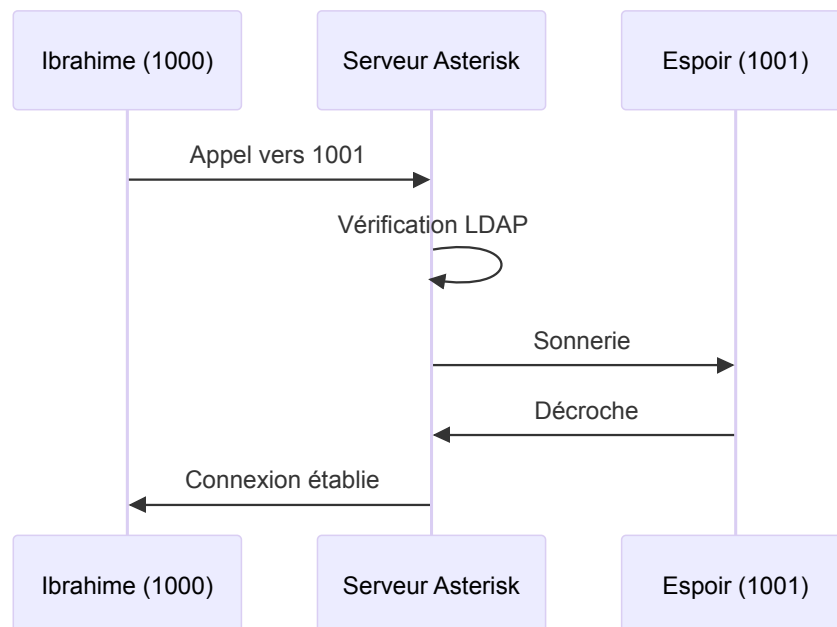 Ibrahime (1000)
Serveur Asterisk
Espoir (1001)
Appel vers 1001
Vérification LDAP
Sonnerie
Décroche
Connexion établie
Ibrahime (1000)
Serveur Asterisk
Espoir (1001)